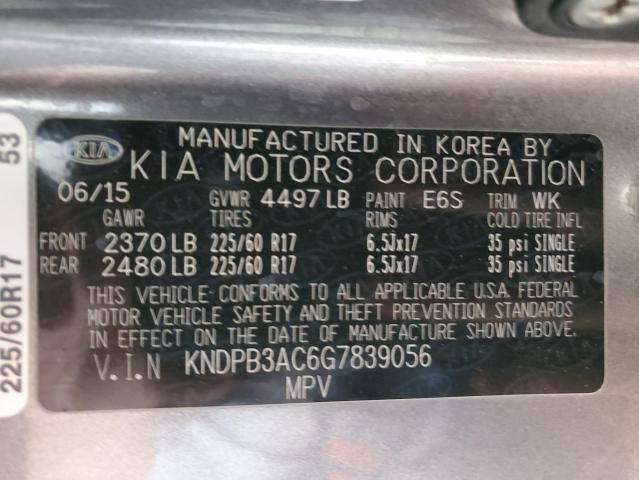 53
225/60R17
KIA
MANUFACTURED IN KOREA BY
KIA MOTORS CORPORATION
06/15 GVWR 4497 LB PAINT E6S TRIM WK
GAWR TIRES RIMS COLD TIRE INFL
FRONT 2370 LB 225/60 R17 6.5Jx17 35 psi SINGLE
REAR 2480 LB 225/60 R17 6.5Jx17 35 psi SINGLE
THIS VEHICLE CONFORMS TO ALL APPLICABLE U.S.A. FEDERAL
MOTOR VEHICLE SAFETY AND THEFT PREVENTION STANDARDS
IN EFFECT ON THE DATE OF MANUFACTURE SHOWN ABOVE.
V.I.N KNDPB3AC6G7839056
MPV